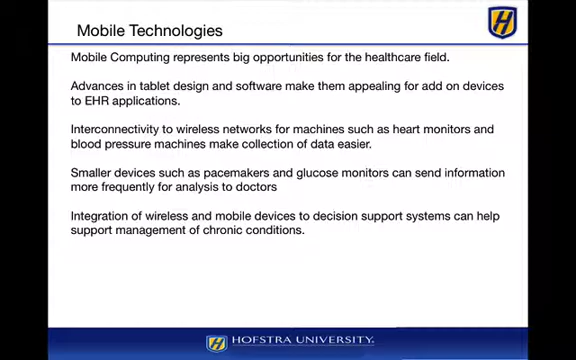 Mobile Technologies
Mobile Computing represents big opportunities for the healthcare field.
Advances in tablet design and software make them appealing for add on devices
to EHR applications.
Interconnectivity to wireless networks for machines such as heart monitors and
blood pressure machines make collection of data easier.
Smaller devices such as pacemakers and glucose monitors can send information
more frequently for analysis to doctors
Integration of wireless and mobile devices to decision support systems can help
support management of chronic conditions.
HOFSTRA UNIVERSITY